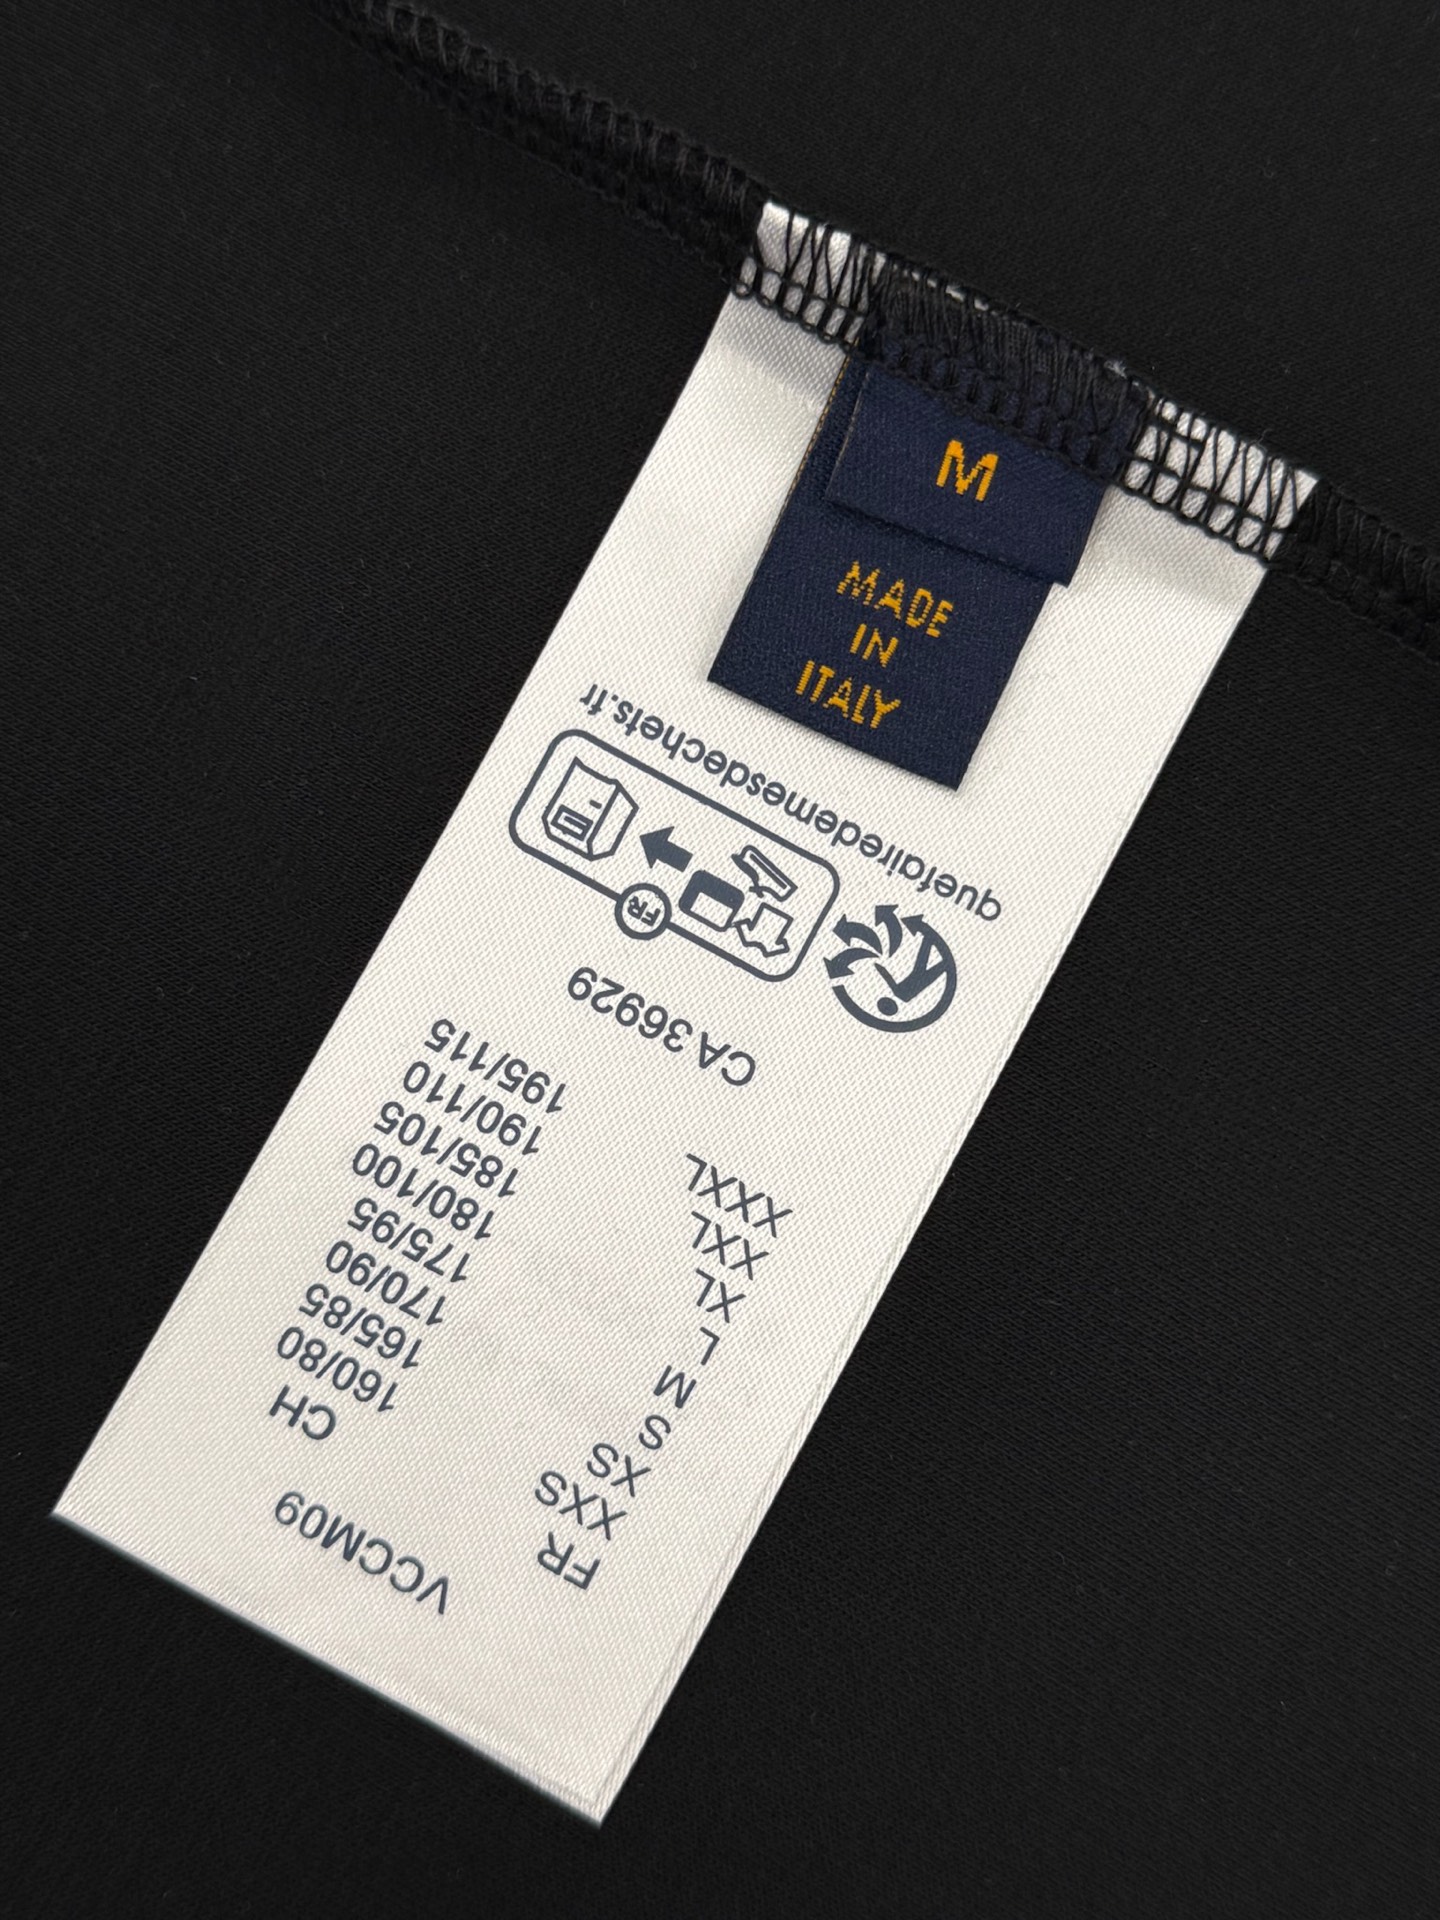 M
MADE
IN
ITALY
VCCM09
FR CH
XXS 160/80
XS 165/85
S 170/90
M 175/95
L 180/100
XL 185/105
XXL 190/110
XXXL 195/115
CA 36929
FR
quefairedemesdechets.fr